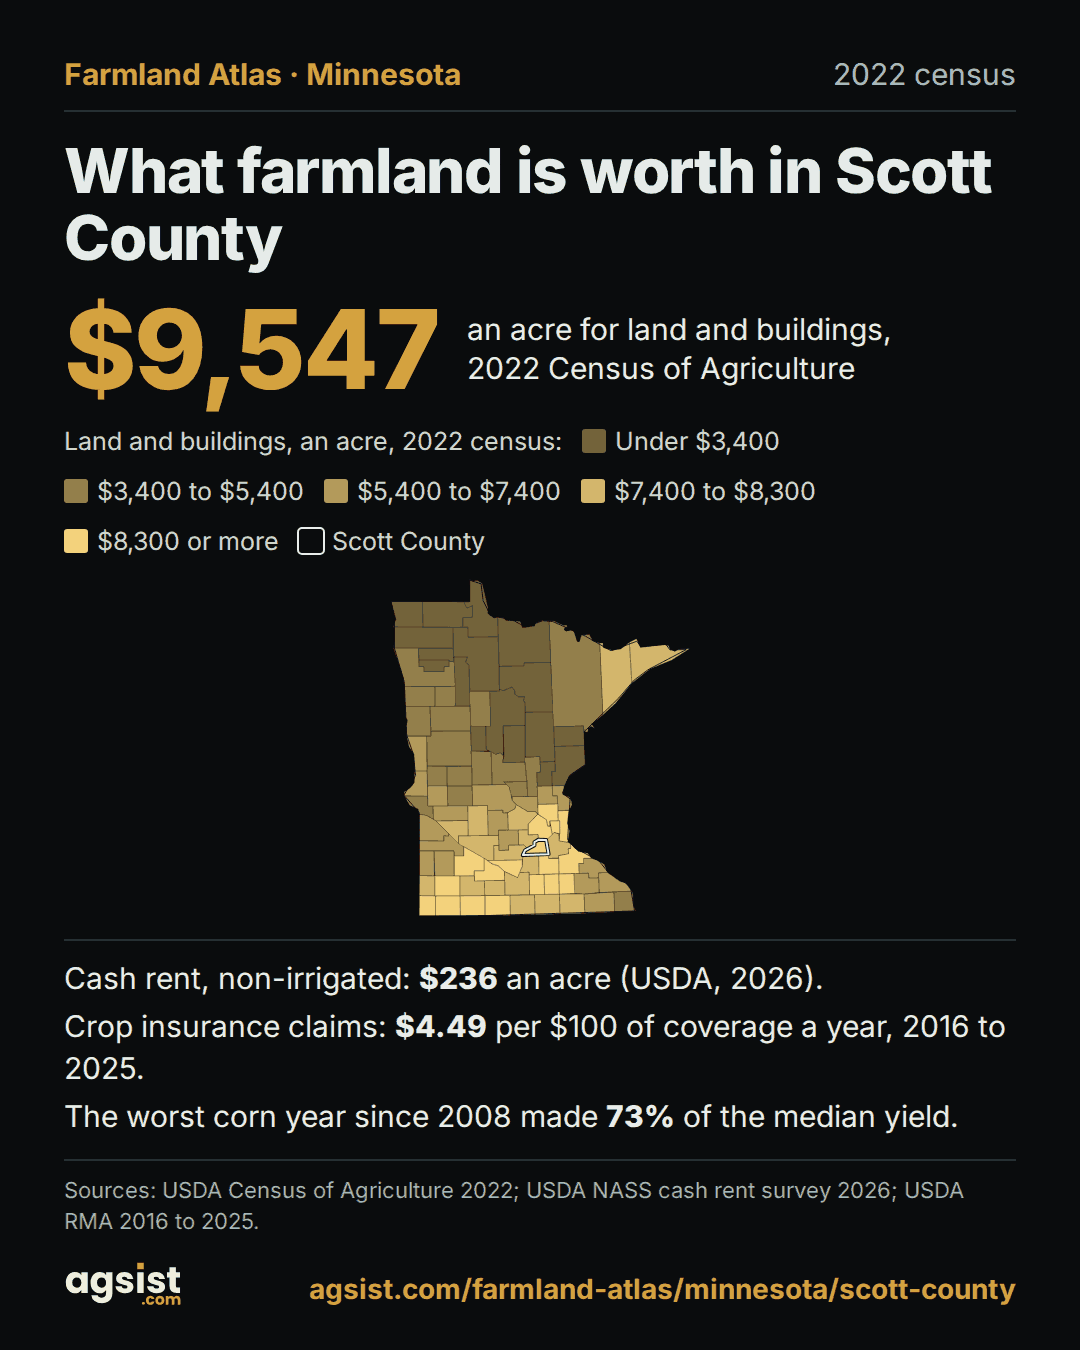 Farmland Atlas · Minnesota
2022 census
What farmland is worth in Scott
County
$9,547
an acre for land and buildings,
2022 Census of Agriculture
Land and buildings, an acre, 2022 census:
Under $3,400
$3,400 to $5,400
$5,400 to $7,400
$7,400 to $8,300
$8,300 or more
Scott County
Cash rent, non-irrigated: $236 an acre (USDA, 2026).
Crop insurance claims: $4.49 per $100 of coverage a year, 2016 to
2025.
The worst corn year since 2008 made 73% of the median yield.
Sources: USDA Census of Agriculture 2022; USDA NASS cash rent survey 2026; USDA
RMA 2016 to 2025.
agsist
.com
agsist.com/farmland-atlas/minnesota/scott-county